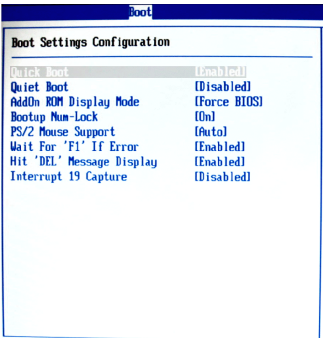 Boot
Boot Settings Configuration
Quick Boot [Enabled]
Quiet Boot [Disabled]
AddOn ROM Display Mode [Force BIOS]
Bootup Num-Lock [On]
PS/2 Mouse Support [Auto]
Wait For 'F1' If Error [Enabled]
Hit 'DEL' Message Display [Enabled]
Interrupt 19 Capture [Disabled]